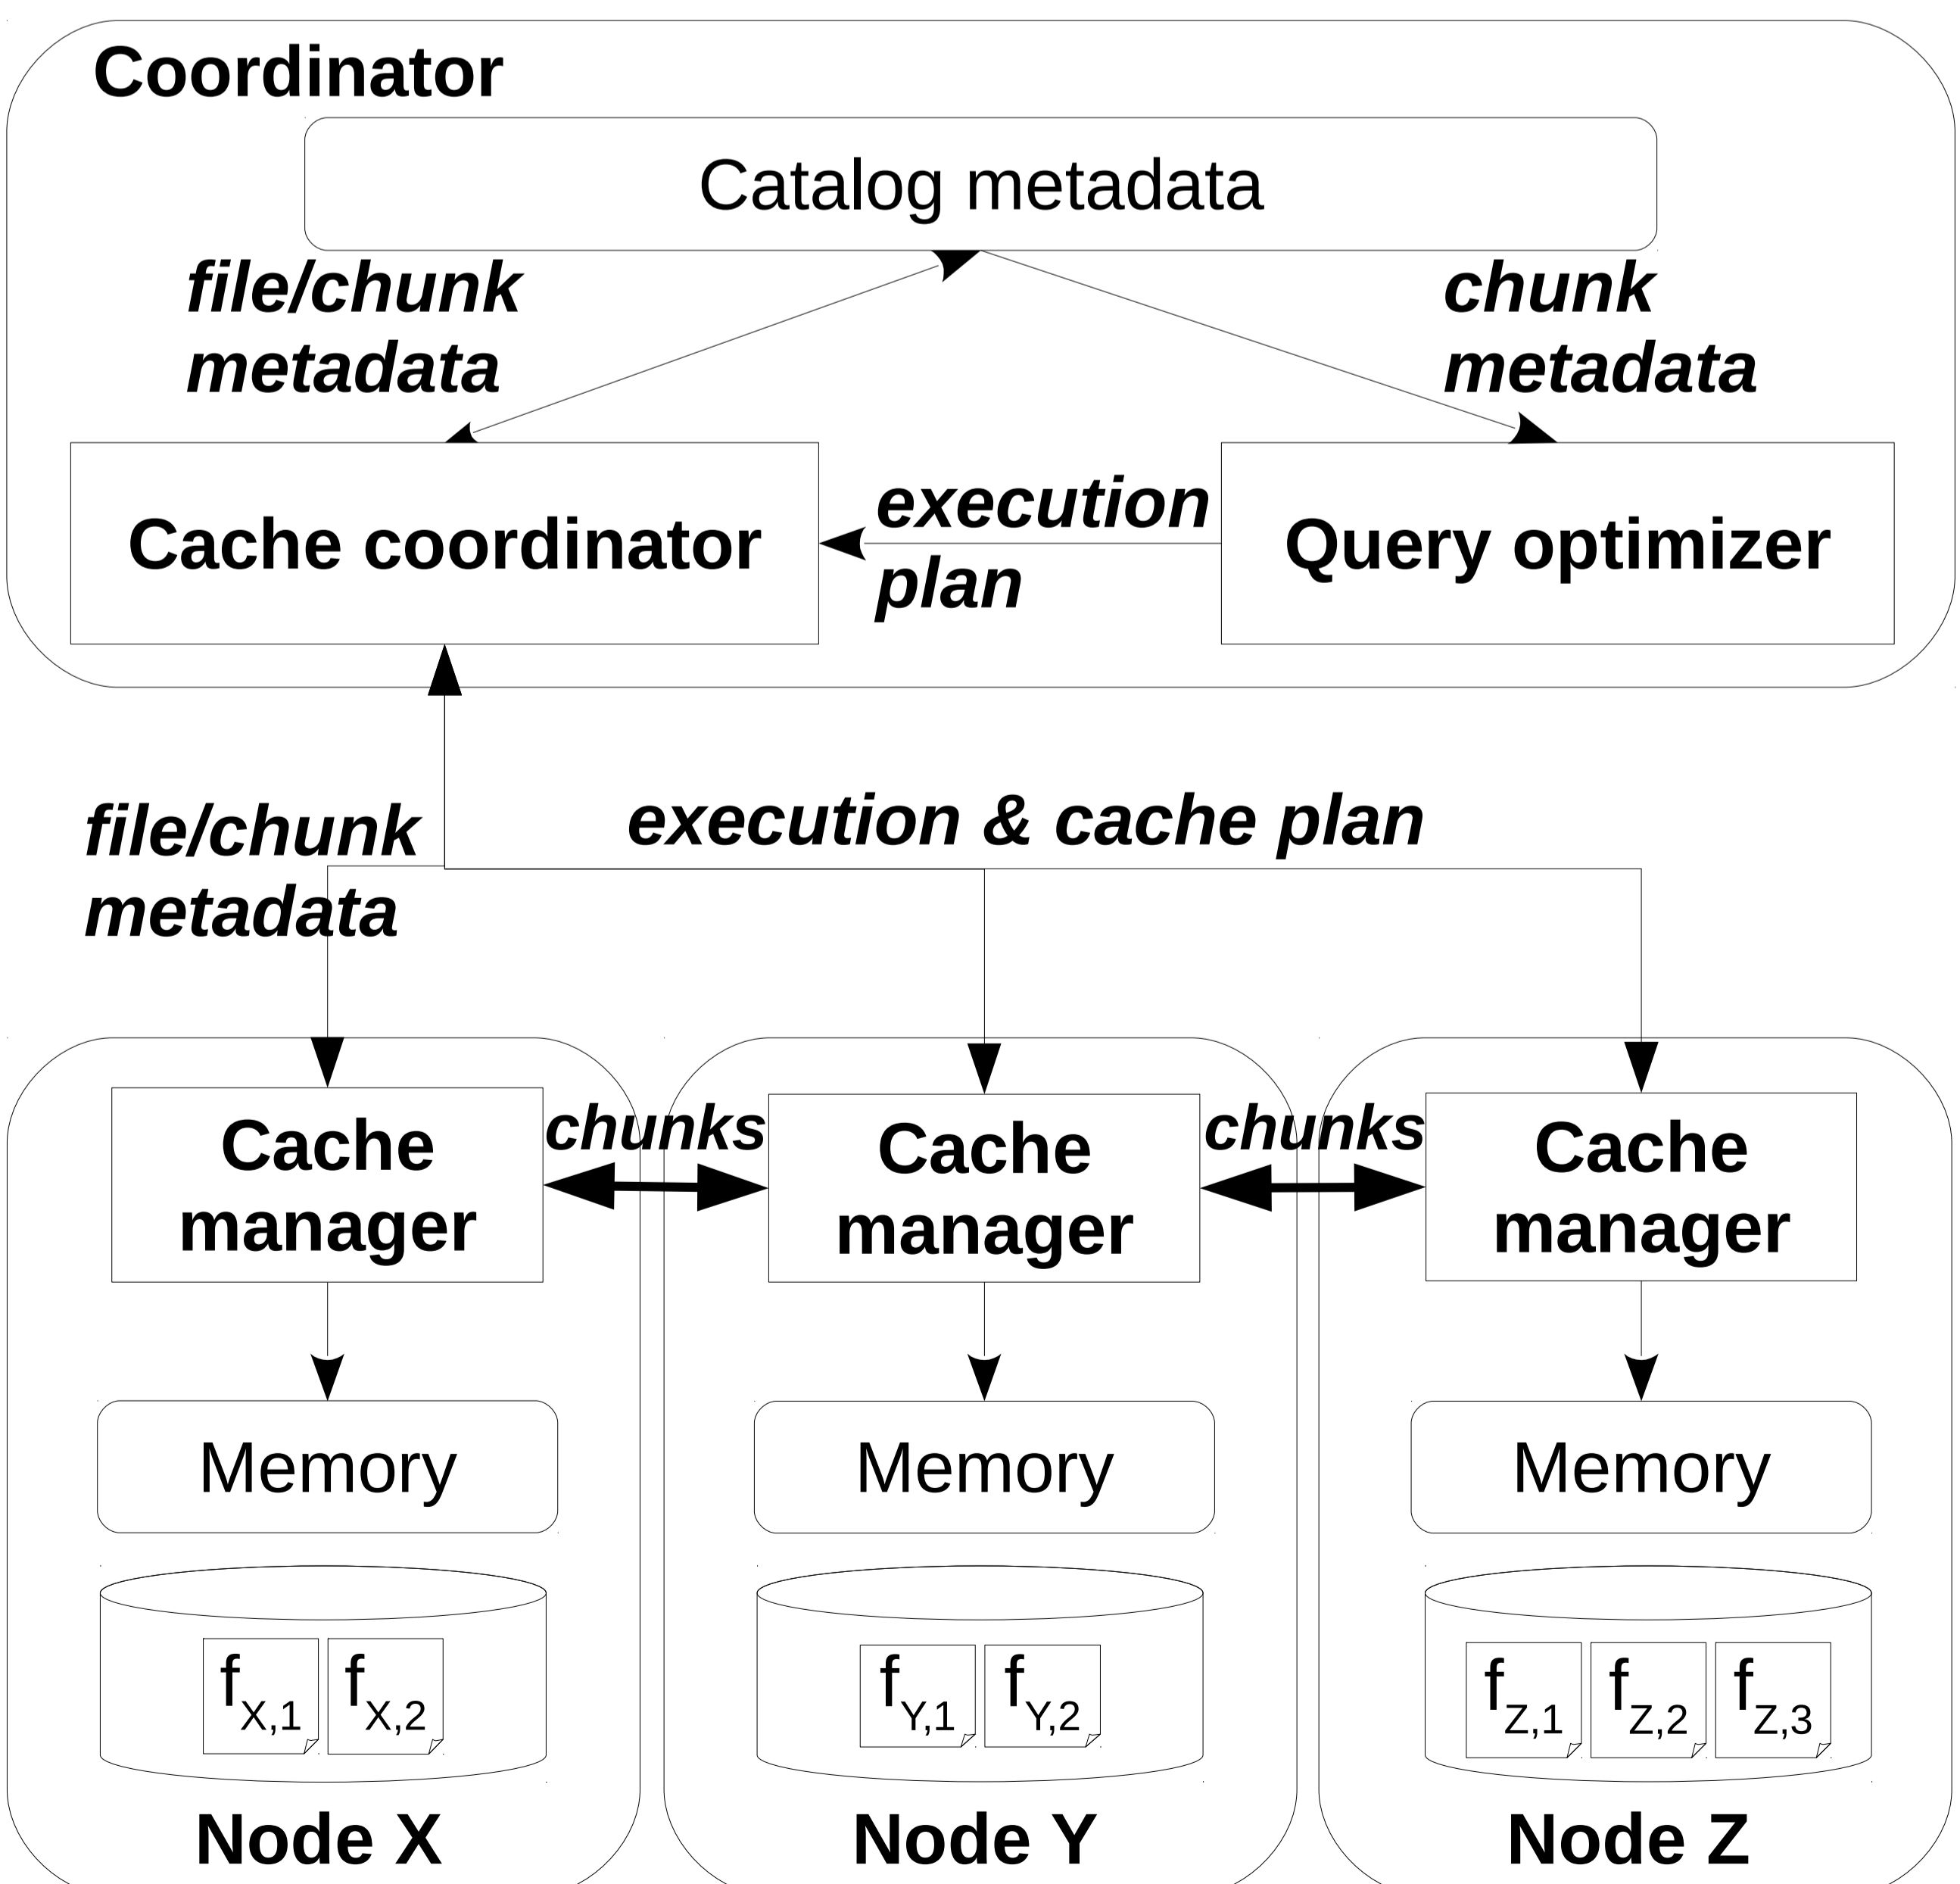 Coordinator
Catalog metadata
file/chunk
metadata
chunk
metadata
execution
plan
Cache coordinator
Query optimizer
file/chunk
metadata
execution & cache plan
Cache
manager
chunks
Cache
manager
chunks
Cache
manager
Memory
Memory
Memory
fX,1
fX,2
fY,1
fY,2
fZ,1
fZ,2
fZ,3
Node X
Node Y
Node Z